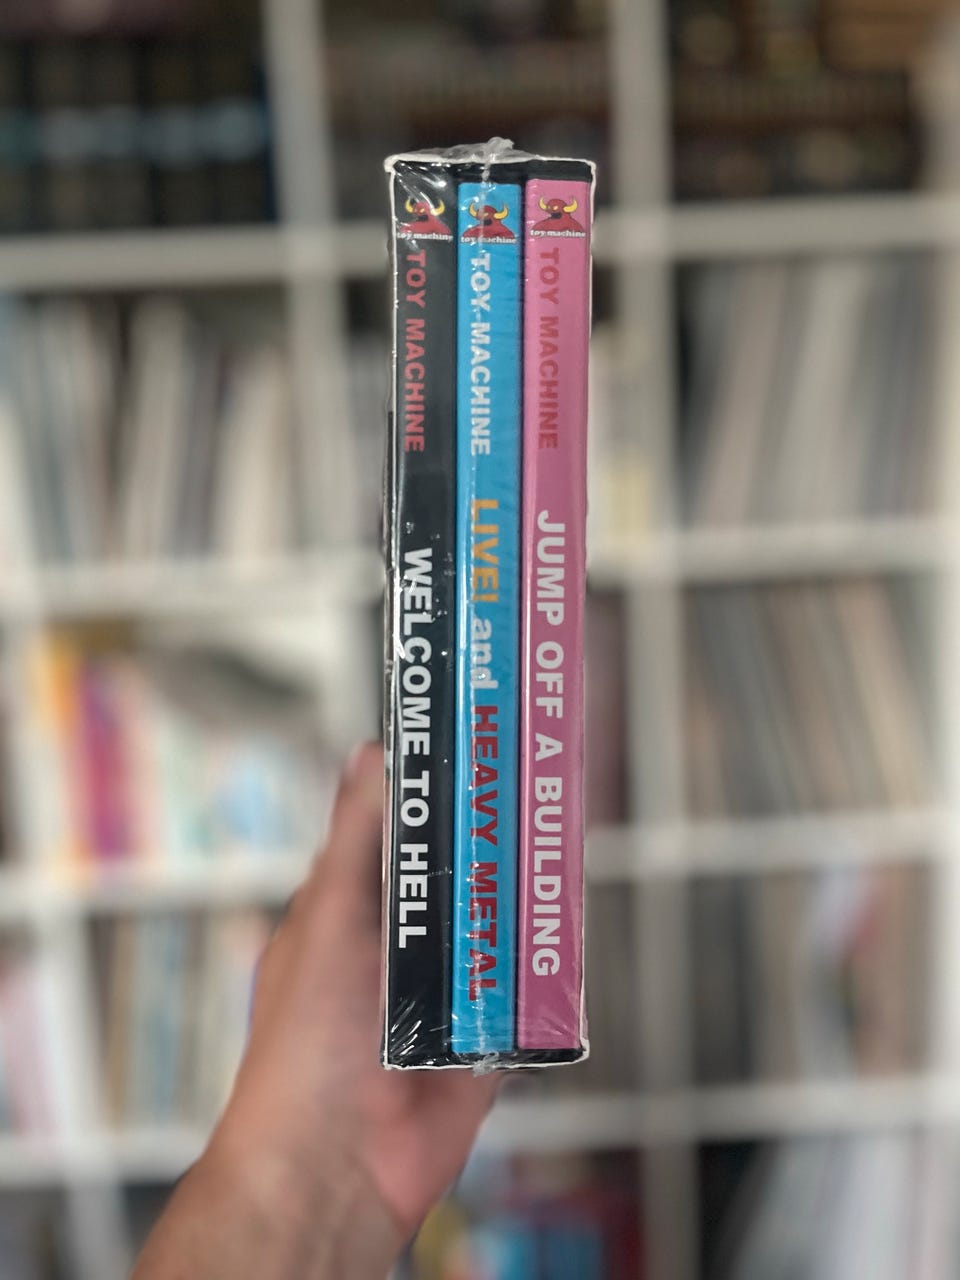 toy machine
TOY MACHINE
WELCOME TO HELL
toy machine
TOY MACHINE
LIVE! and HEAVY METAL
toy machine
TOY MACHINE
JUMP OFF A BUILDING